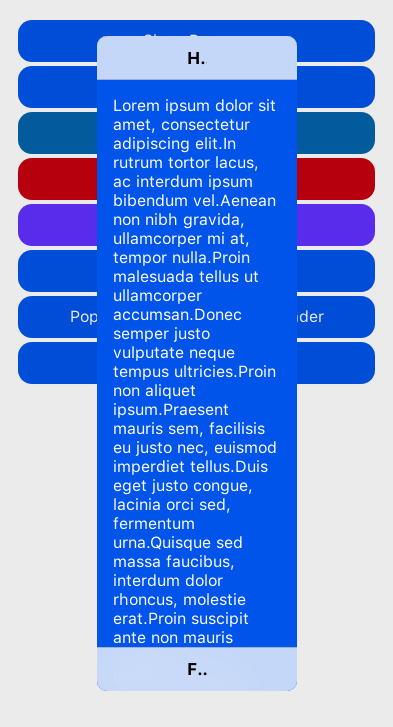 H.
Lorem ipsum dolor sit
amet, consectetur
adipiscing elit.In
rutrum tortor lacus,
ac interdum ipsum
bibendum vel.Aenean
non nibh gravida,
ullamcorper mi at,
tempor nulla.Proin
malesuada tellus ut
ullamcorper
accumsan.Donec
semper justo
vulputate neque
tempus ultricies.Proin
non aliquet
ipsum.Praesent
mauris sem, facilisis
eu justo nec, euismod
imperdiet tellus.Duis
eget justo congue,
lacinia orci sed,
fermentum
urna.Quisque sed
massa faucibus,
interdum dolor
rhoncus, molestie
erat.Proin suscipit
ante non mauris
F..